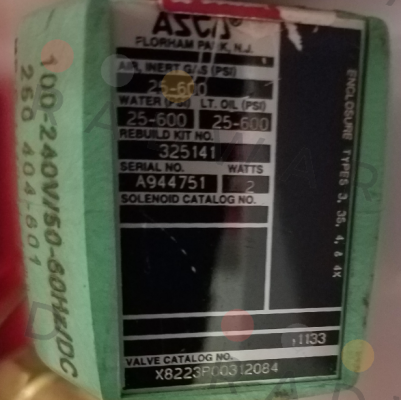 ASCO®
FLORHAM PARK, N.J.
AIR, INERT GAS (PSI)
25-600
WATER (PSI) LT. OIL (PSI)
25-600 25-600
REBUILD KIT NO.
325141
SERIAL NO. WATTS
A944751 2
SOLENOID CATALOG NO.
1133
VALVE CATALOG NO.
X8223P00312084
ENCLOSURE TYPES 3, 3S, 4, & 4X
100-240V/50-60Hz/DC
250 404-601